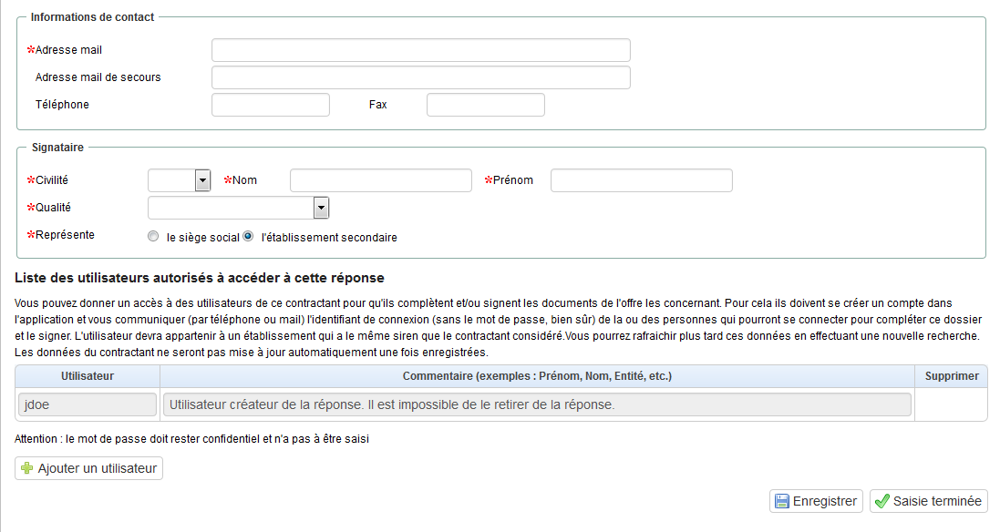 Informations de contact
*Adresse mail
Adresse mail de secours
Téléphone Fax
Signataire
*Civilité *Nom *Prénom
*Qualité
*Représente le siège social l'établissement secondaire
Liste des utilisateurs autorisés à accéder à cette réponse
Vous pouvez donner un accès à des utilisateurs de ce contractant pour qu'ils complètent et/ou signent les documents de l'offre les concernant. Pour cela ils doivent se créer un compte dans
l'application et vous communiquer (par téléphone ou mail) l'identifiant de connexion (sans le mot de passe, bien sûr) de la ou des personnes qui pourront se connecter pour compléter ce dossier
et le signer. L'utilisateur devra appartenir à un établissement qui a le même siren que le contractant considéré.Vous pourrez rafraichir plus tard ces données en effectuant une nouvelle recherche.
Les données du contractant ne seront pas mise à jour automatiquement une fois enregistrées.
Utilisateur Commentaire (exemples : Prénom, Nom, Entité, etc.) Supprimer
jdoe Utilisateur créateur de la réponse. Il est impossible de le retirer de la réponse.
Attention : le mot de passe doit rester confidentiel et n'a pas à être saisi
Ajouter un utilisateur
Enregistrer Saisie terminée